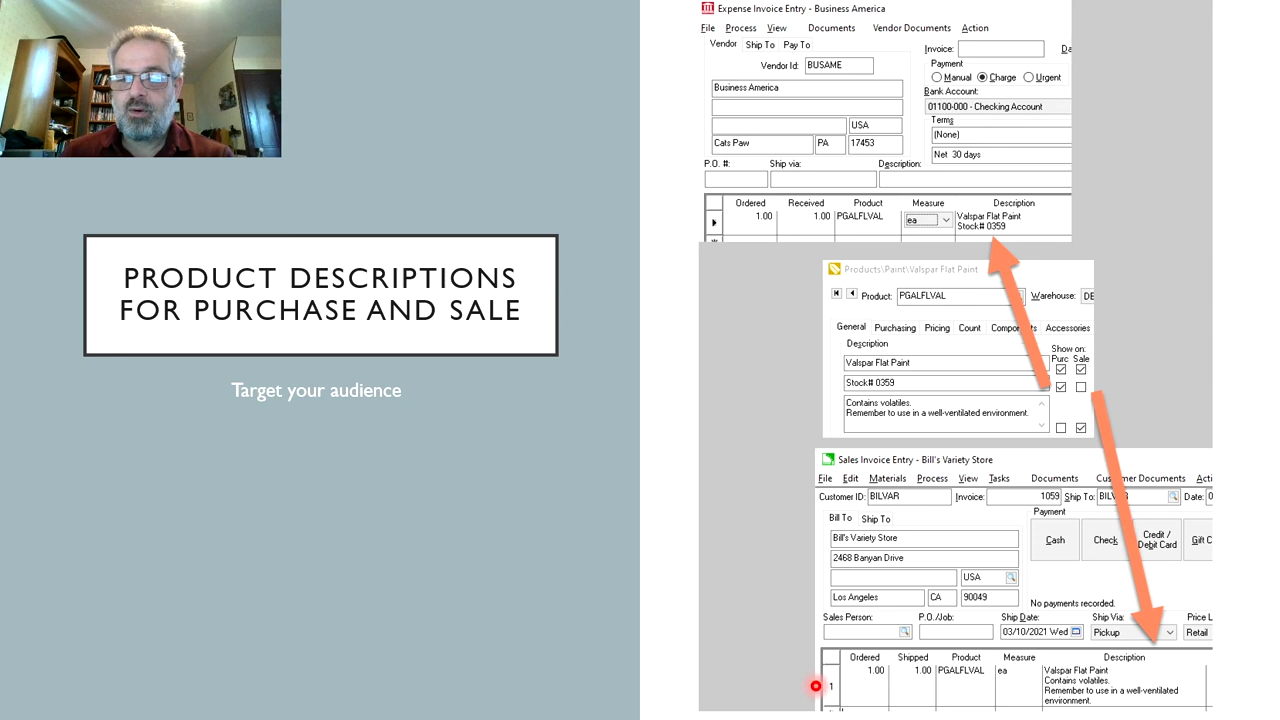 PRODUCT DESCRIPTIONS
FOR PURCHASE AND SALE
Target your audience
Expense Invoice Entry - Business America
File Process View Documents Vendor Documents Action
Vendor Ship To Pay To
Invoice:
Vendor Id: BUSAME
Payment
Manual Charge Urgent
Business America
Bank Account:
01100-000 - Checking Account
USA
Terms
(None)
Cats Paw PA 17453
Net 30 days
P.O. #: Ship via: Description:
Ordered Received Product Measure Description
1.00 1.00 PGALFLVAL ea Valspar Flat Paint
Stock# 0359
Products\Paint\Valspar Flat Paint
Product: PGALFLVAL Warehouse: DE
General Purchasing Pricing Count Accessories
Description
Show on:
Purc Sale
Valspar Flat Paint
Stock# 0359
Contains volatiles.
Remember to use in a well-ventilated environment.
Sales Invoice Entry - Bill's Variety Store
File Edit Materials Process View Tasks Documents Customer Documents Acti
Customer ID: BILVAR Invoice: 1059 Ship To: Date: 0
Bill To Ship To
Payment
Bill's Variety Store
Cash Check Credit /
Debit Card Gift C
2468 Banyan Drive
USA
Los Angeles CA 90049
No payments recorded.
Sales Person: P.O./Job: Ship Date: Ship Via: Price L
03/10/2021 Wed Pickup Retail
Ordered Shipped Product Measure Description
1 1.00 1.00 PGALFLVAL ea Valspar Flat Paint
Contains volatiles.
Remember to use in a well-ventilated
environment.